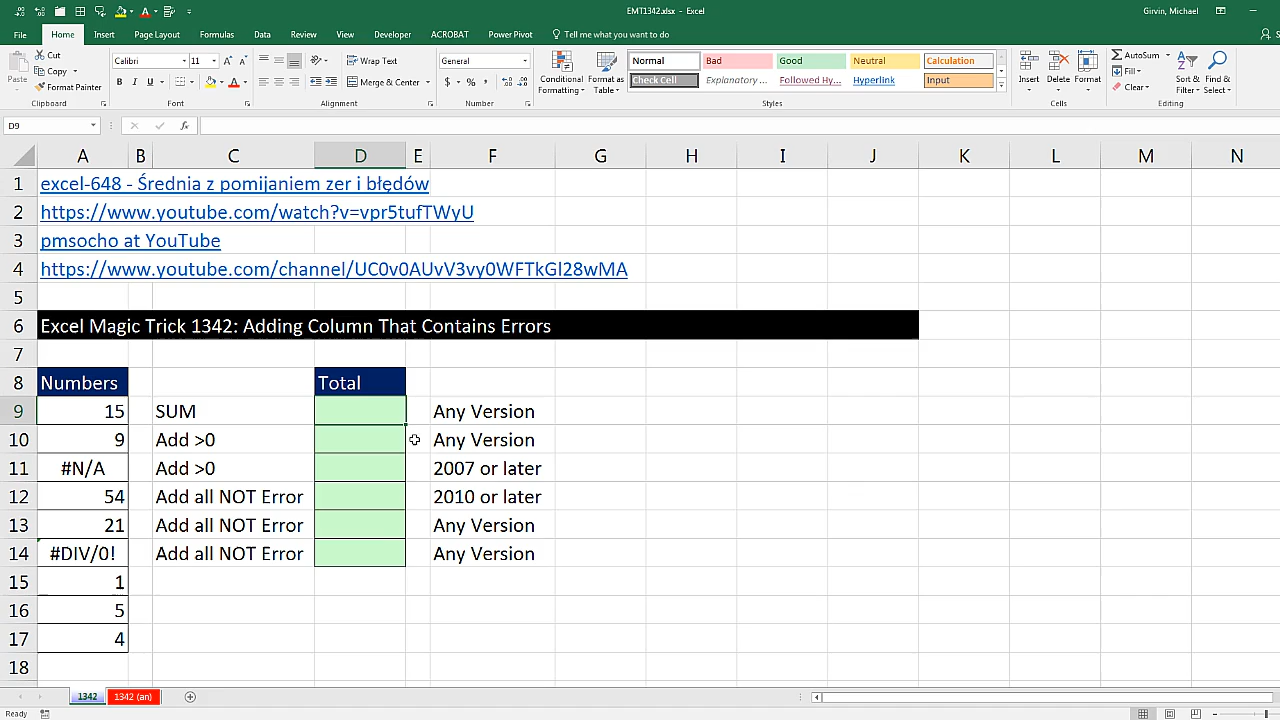 EMT1342.xlsx - Excel
Girvin, Michael
File Home Insert Page Layout Formulas Data Review View Developer ACROBAT Power Pivot Tell me what you want to do
Paste
Cut
Copy
Format Painter
Clipboard
Calibri 11
B I U
Font
Wrap Text
Merge & Center
Alignment
General
$ % ,
Number
Conditional Formatting
Format as Table
Normal Bad Good Neutral Calculation
Check Cell Explanatory ... Followed Hy... Hyperlink Input
Styles
Insert Delete Format
Cells
AutoSum
Fill
Clear
Sort & Filter
Find & Select
Editing
D9
fx
A B C D E F G H I J K L M N
1 excel-648 - Średnia z pomijaniem zer i błędów
2 https://www.youtube.com/watch?v=vpr5tufTWyU
3 pmsocho at YouTube
4 https://www.youtube.com/channel/UC0v0AUvV3vy0WFTkGl28wMA
5
6 Excel Magic Trick 1342: Adding Column That Contains Errors
7
8 Numbers Total
9 15 SUM Any Version
10 9 Add >0 Any Version
11 #N/A Add >0 2007 or later
12 54 Add all NOT Error 2010 or later
13 21 Add all NOT Error Any Version
14 #DIV/0! Add all NOT Error Any Version
15 1
16 5
17 4
18
1342 1342 (an)
Ready